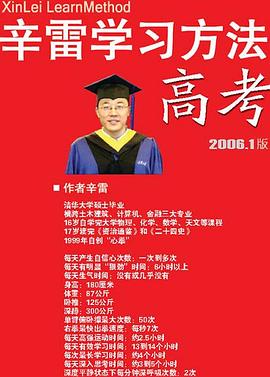 XinLei LearnMethod
辛雷学习方法
高考
2006.1版
■ 作者辛雷
清华大学硕士毕业
横跨土木建筑、计算机、金融三大专业
16岁自学完大学物理、化学、数学、天文等课程
17岁读完《资治通鉴》和《二十四史》
1999年自创“心拳”
每天产生自信心次数：一次到多次
每天有明显“狠劲”时间：6小时以上
每天生气时间：没有或几乎没有
身高：180厘米
体重：87公斤
卧推：125公斤
深蹲：300公斤
单臂俯卧撑最大次数：50次
右拳最快出拳速度：每秒7次
每天高强运动时间：约2.5小时
每天有效学习时间：13到14个小时
每次最长学习时间：约4个小时
每天深入思考时间：约3到5个小时
深度平静状态下每分钟深呼吸次数：2次